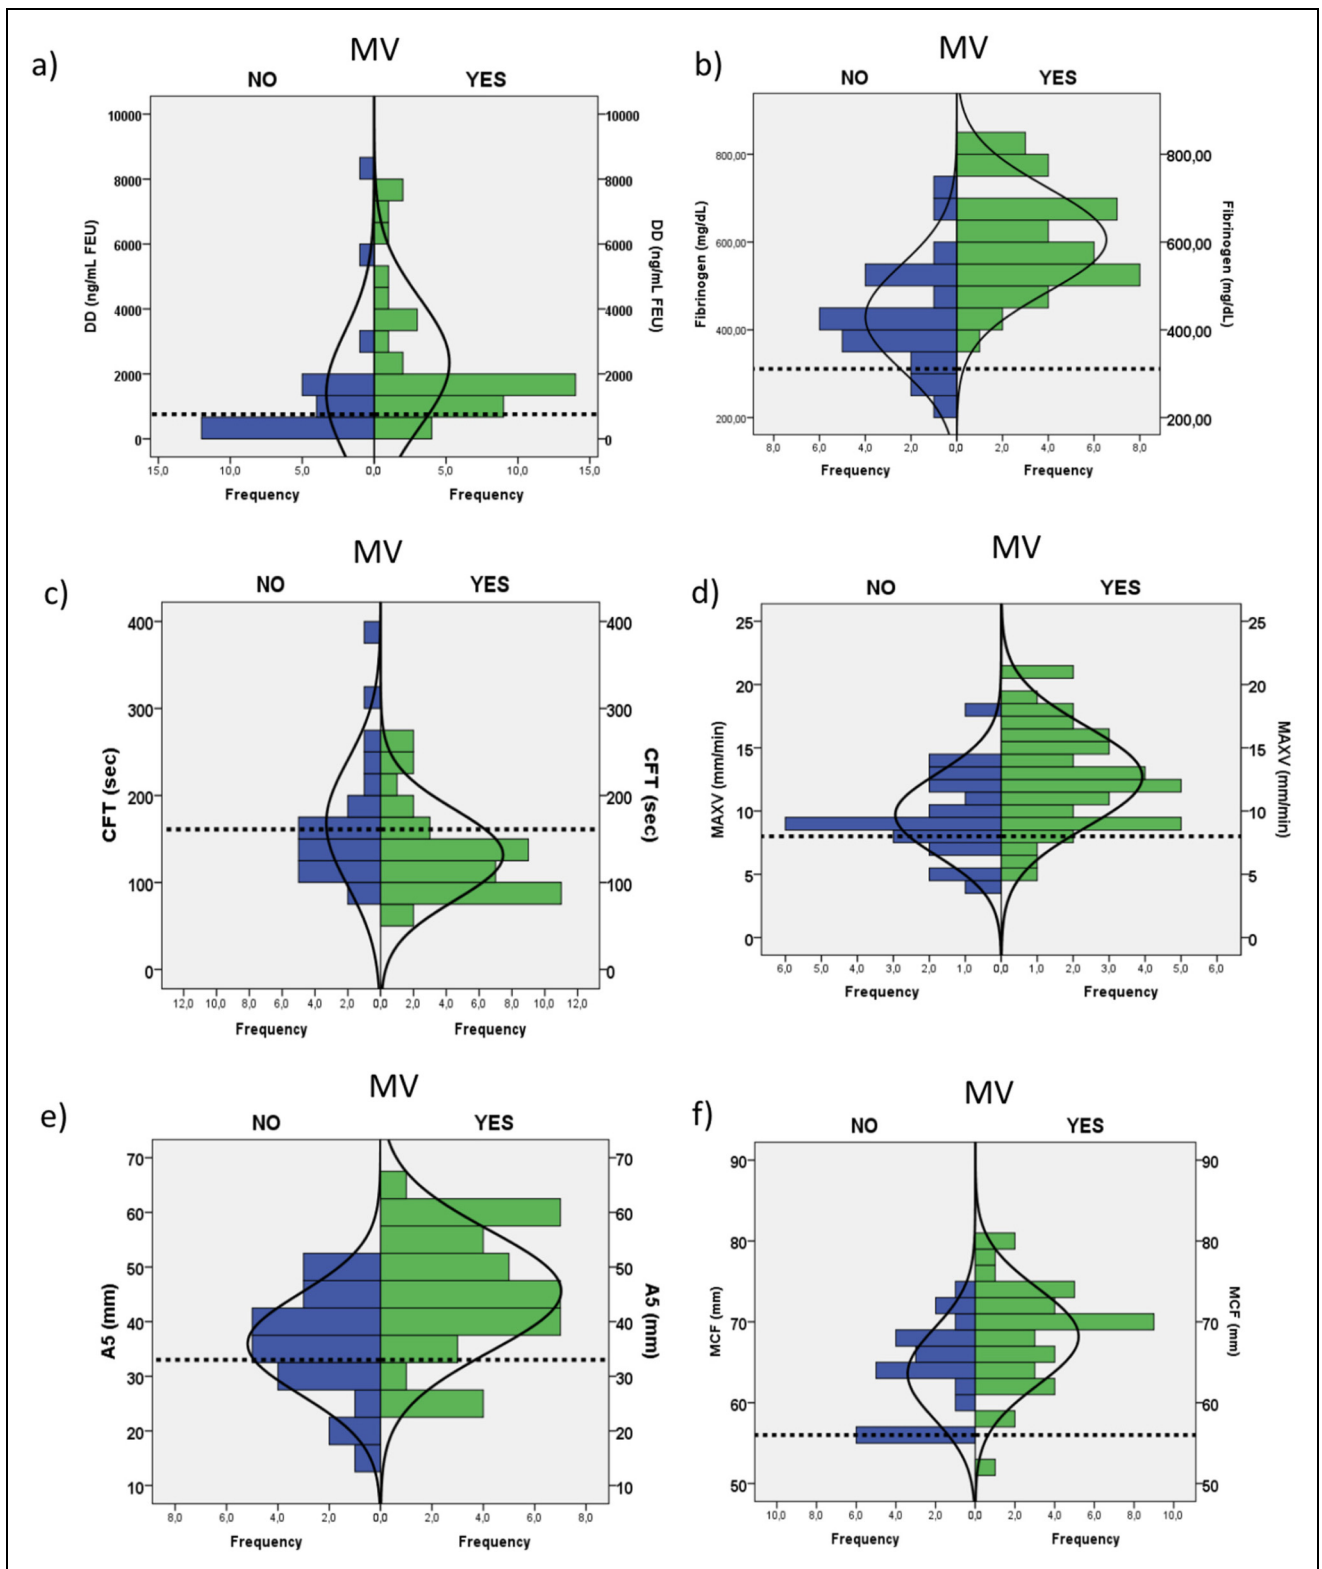 MV
a)
NO YES
10000 10000
8000 8000
6000 6000
4000 4000
2000 2000
0 0
DD (ng/mL FEU)
DD (ng/mL FEU)
15,0 10,0 5,0 0,0 5,0 10,0 15,0
Frequency Frequency
MV
b)
NO YES
800,00 800,00
600,00 600,00
400,00 400,00
200,00 200,00
Fibrinogen (mg/dL)
Fibrinogen (mg/dL)
8,0 6,0 4,0 2,0 0,0 2,0 4,0 6,0 8,0
Frequency Frequency
MV
c)
NO YES
400 400
300 300
200 200
100 100
0 0
CFT (sec)
CFT (sec)
12,0 10,0 8,0 6,0 4,0 2,0 0,0 2,0 4,0 6,0 8,0 10,0 12,0
Frequency Frequency
MV
d)
NO YES
25 25
20 20
15 15
10 10
5 5
0 0
MAXV (mm/min)
MAXV (mm/min)
6,0 5,0 4,0 3,0 2,0 1,0 0,0 1,0 2,0 3,0 4,0 5,0 6,0
Frequency Frequency
MV
e)
NO YES
70 70
60 60
50 50
40 40
30 30
20 20
10 10
A5 (mm)
A5 (mm)
8,0 6,0 4,0 2,0 0,0 2,0 4,0 6,0 8,0
Frequency Frequency
MV
f)
NO YES
90 90
80 80
70 70
60 60
50 50
MCF (mm)
MCF (mm)
10,0 8,0 6,0 4,0 2,0 0,0 2,0 4,0 6,0 8,0 10,0
Frequency Frequency